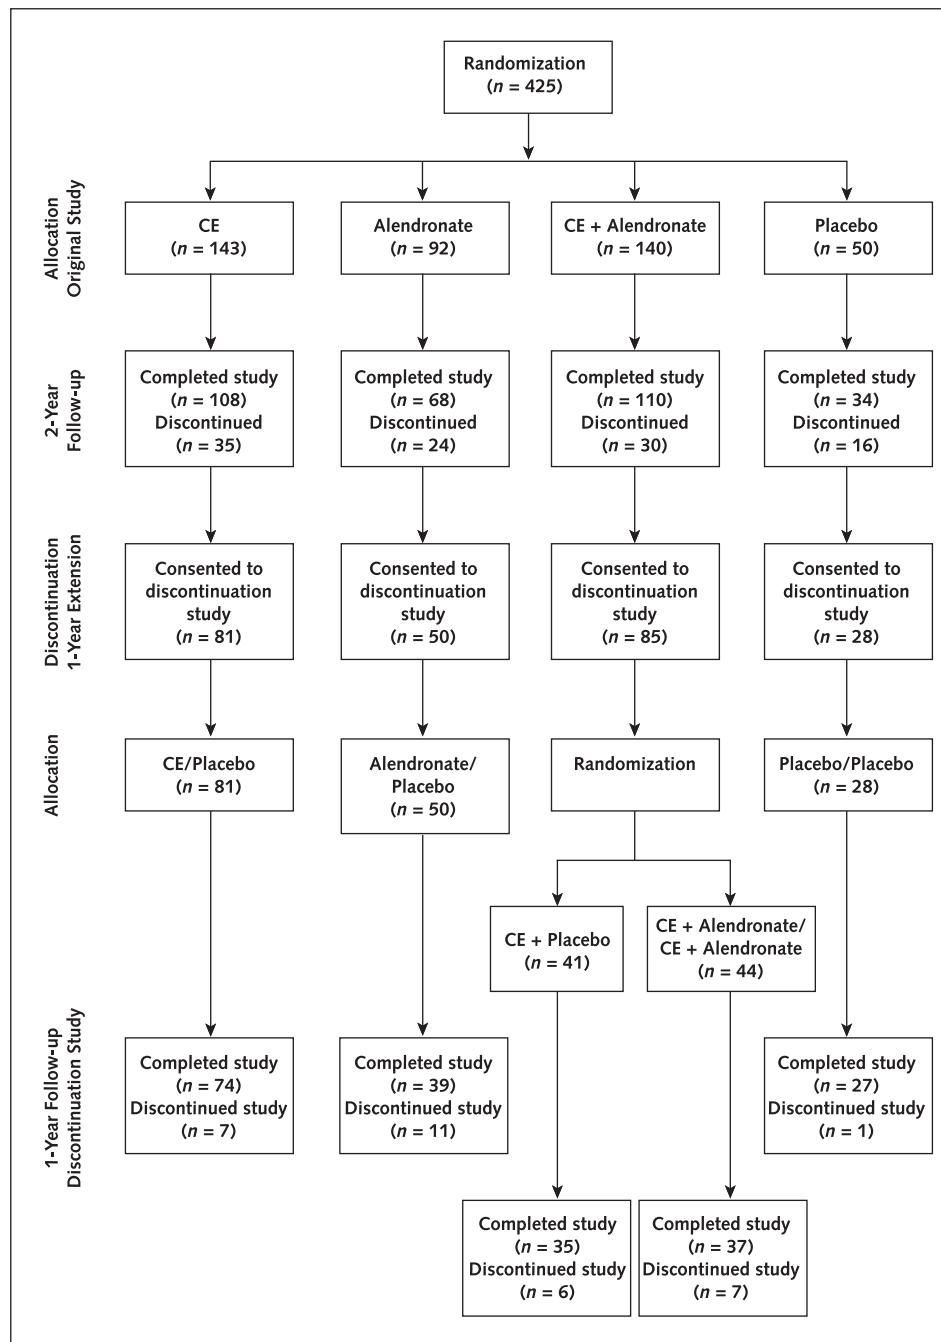 Randomization
(n = 425)
Allocation
Original Study
CE
(n = 143)
Alendronate
(n = 92)
CE + Alendronate
(n = 140)
Placebo
(n = 50)
2-Year
Follow-up
Completed study
(n = 108)
Discontinued
(n = 35)
Completed study
(n = 68)
Discontinued
(n = 24)
Completed study
(n = 110)
Discontinued
(n = 30)
Completed study
(n = 34)
Discontinued
(n = 16)
Discontinuation
1-Year Extension
Consented to
discontinuation
study
(n = 81)
Consented to
discontinuation
study
(n = 50)
Consented to
discontinuation
study
(n = 85)
Consented to
discontinuation
study
(n = 28)
Allocation
CE/Placebo
(n = 81)
Alendronate/
Placebo
(n = 50)
Randomization
Placebo/Placebo
(n = 28)
CE + Placebo
(n = 41)
CE + Alendronate/
CE + Alendronate
(n = 44)
1-Year Follow-up
Discontinuation Study
Completed study
(n = 74)
Discontinued study
(n = 7)
Completed study
(n = 39)
Discontinued study
(n = 11)
Completed study
(n = 27)
Discontinued study
(n = 1)
Completed study
(n = 35)
Discontinued study
(n = 6)
Completed study
(n = 37)
Discontinued study
(n = 7)